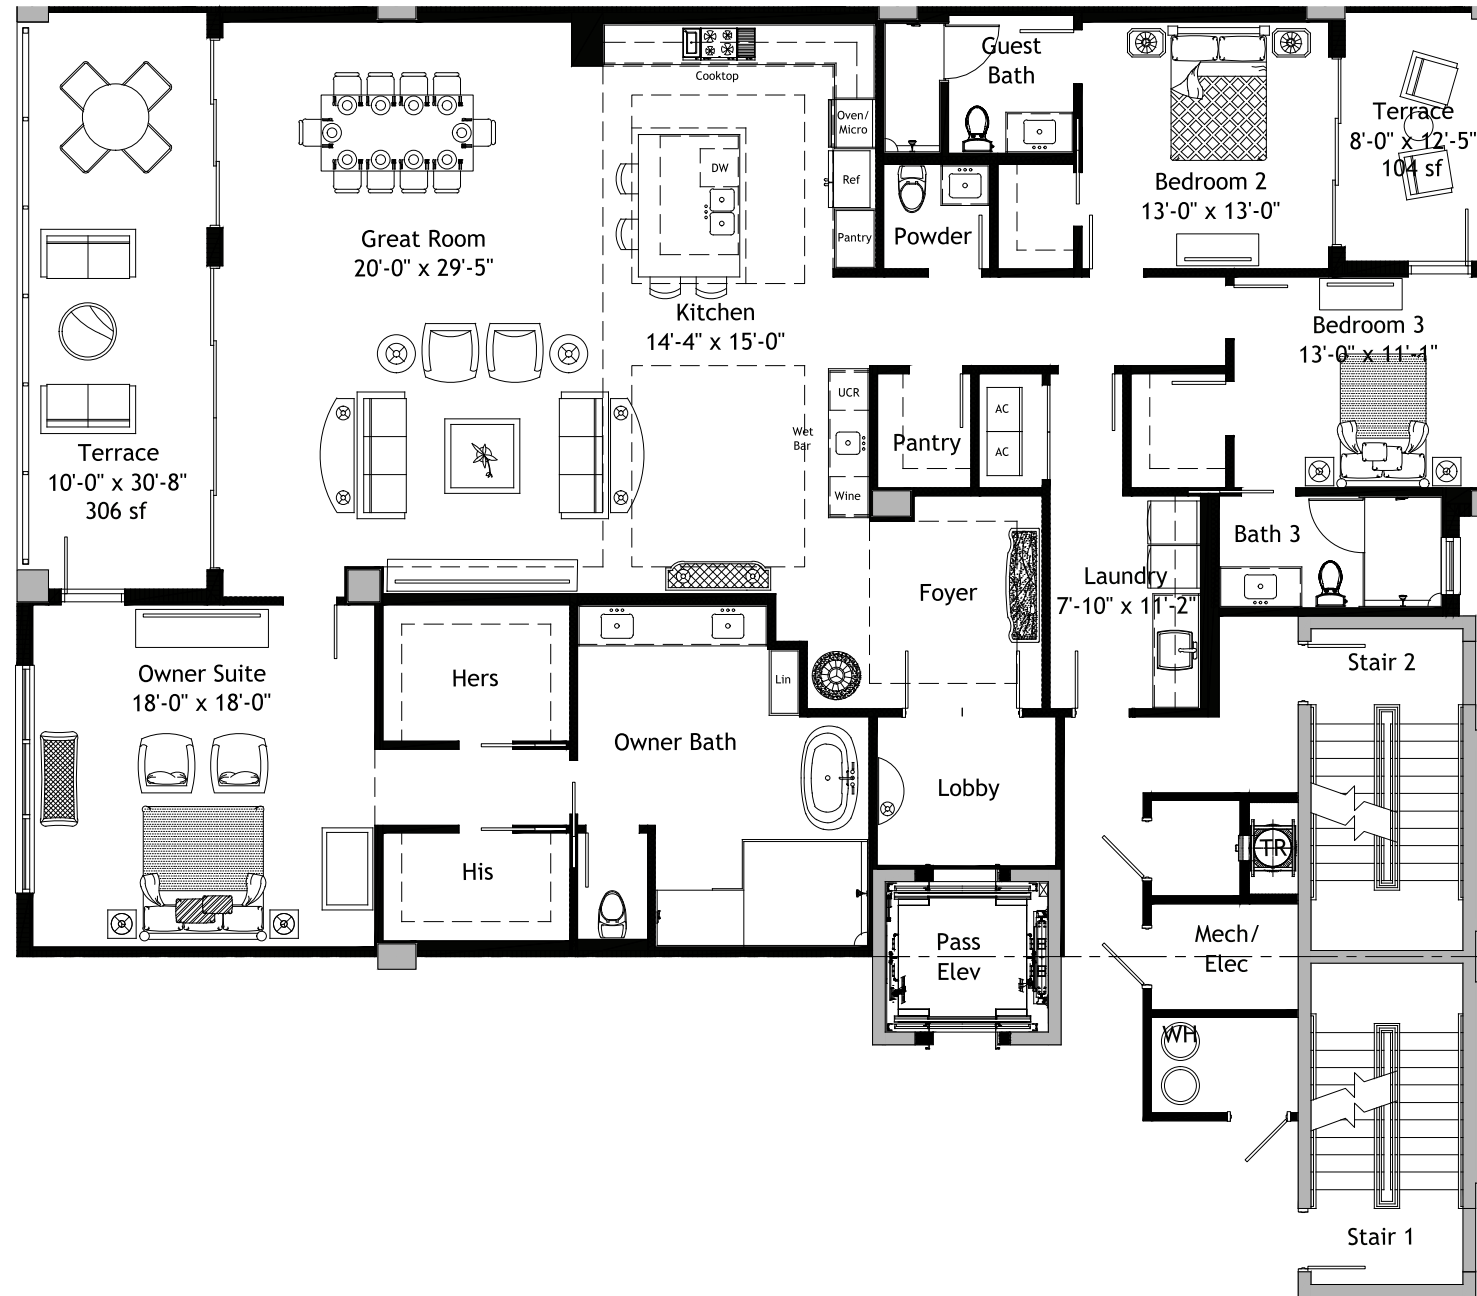 Cooktop
Guest
Bath
Oven/
Micro
Ref
Pantry
DW
Powder
Bedroom 2
13'-0" x 13'-0"
Terrace
8'-0" x 12'-5"
104 sf
Great Room
20'-0" x 29'-5"
Kitchen
14'-4" x 15'-0"
Bedroom 3
13'-0" x 11'-1"
Terrace
10'-0" x 30'-8"
306 sf
UCR
Wet
Bar
Wine
Pantry
AC
AC
Foyer
Laundry
7'-10" x 11'-2"
Bath 3
Owner Suite
18'-0" x 18'-0"
Hers
Lin
Owner Bath
His
Lobby
Stair 2
TR
Pass
Elev
Mech/
Elec
WH
Stair 1